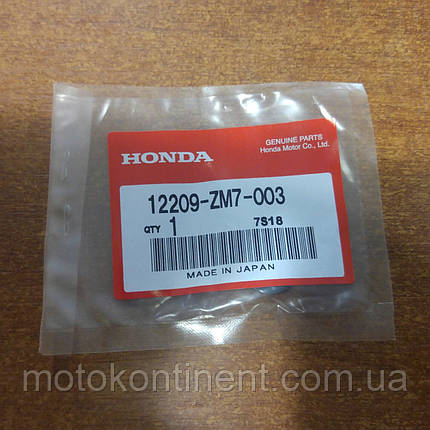 GENUINE PARTS
Honda Motor Co., Ltd.
HONDA
12209-ZM7-003
QTY 1 7S18
MADE IN JAPAN
motokontinent.com.ua